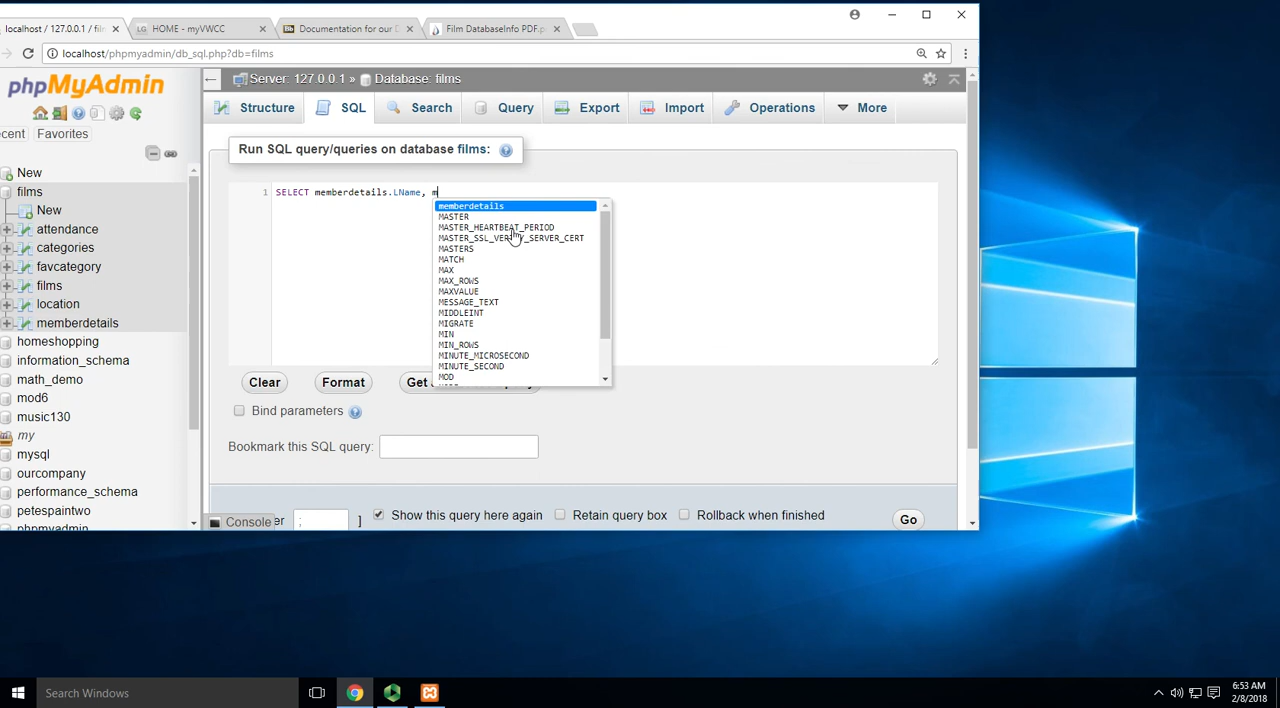 localhost / 127.0.0.1 / fil
HOME - myVWCC
Documentation for our D
Film DatabaseInfo PDF.p
localhost/phpmyadmin/db_sql.php?db=films
phpMyAdmin
Server: 127.0.0.1 » Database: films
Structure
SQL
Search
Query
Export
Import
Operations
More
ecent
Favorites
Run SQL query/queries on database films:
New
films
New
attendance
categories
favcategory
films
location
memberdetails
homeshopping
information_schema
math_demo
mod6
music130
my
mysql
ourcompany
performance_schema
petespaintwo
phpmyadmin
1 SELECT memberdetails.LName, m
memberdetails
MASTER
MASTER_HEARTBEAT_PERIOD
MASTER_SSL_VERIFY_SERVER_CERT
MASTERS
MATCH
MAX
MAX_ROWS
MAXVALUE
MESSAGE_TEXT
MIDDLEINT
MIGRATE
MIN
MIN_ROWS
MINUTE_MICROSECOND
MINUTE_SECOND
MOD
Clear
Format
Get
Bind parameters
Bookmark this SQL query:
Console
er
; ]
Show this query here again
Retain query box
Rollback when finished
Go
Search Windows
6:53 AM
2/8/2018